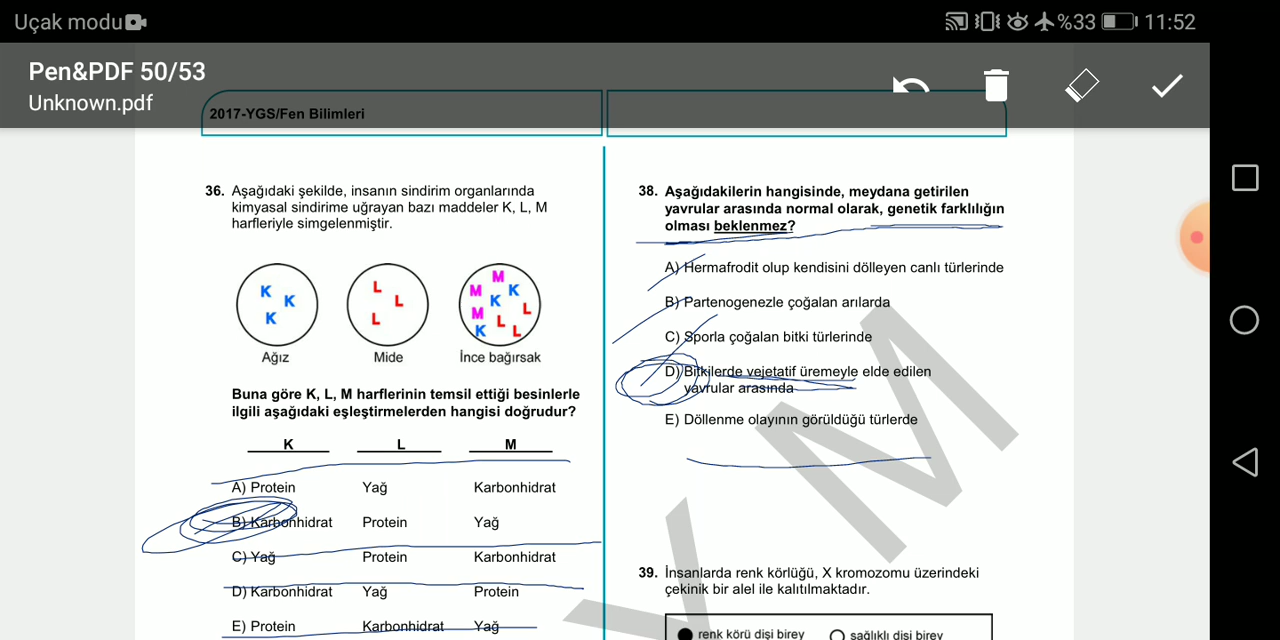 Uçak modu
%33
11:52
Pen&PDF 50/53
Unknown.pdf
2017-YGS/Fen Bilimleri
36. Aşağıdaki şekilde, insanın sindirim organlarında
kimyasal sindirime uğrayan bazı maddeler K, L, M
harfleriyle simgelenmiştir.
K
K
K
L
L
L
M
M
K
K
M
L
L
K
L
Ağız
Mide
İnce bağırsak
Buna göre K, L, M harflerinin temsil ettiği besinlerle
ilgili aşağıdaki eşleştirmelerden hangisi doğrudur?
K L M
A) Protein Yağ Karbonhidrat
B) Karbonhidrat Protein Yağ
C) Yağ Protein Karbonhidrat
D) Karbonhidrat Yağ Protein
E) Protein Karbonhidrat Yağ
38. Aşağıdakilerin hangisinde, meydana getirilen
yavrular arasında normal olarak, genetik farklılığın
olması beklenmez?
A) Hermafrodit olup kendisini dölleyen canlı türlerinde
B) Partenogenezle çoğalan arılarda
C) Sporla çoğalan bitki türlerinde
D) Bitkilerde vejetatif üremeyle elde edilen
yavrular arasında
E) Döllenme olayının görüldüğü türlerde
39. İnsanlarda renk körlüğü, X kromozomu üzerindeki
çekinik bir alel ile kalıtılmaktadır.
renk körü dişi birey
sağlıklı dişi birey
Y M